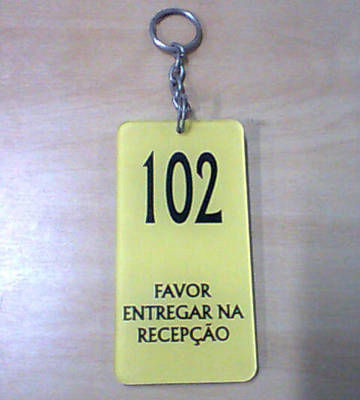 102
FAVOR
ENTREGAR NA
RECEPÇÃO